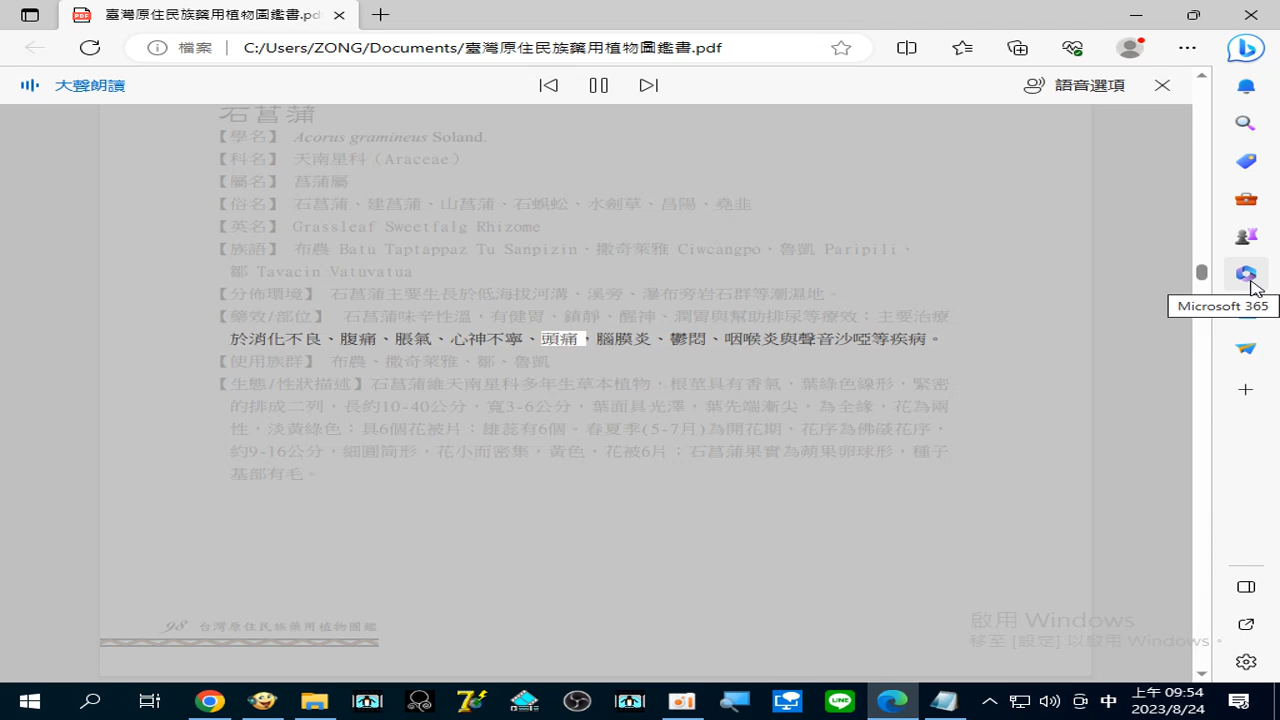 臺灣原住民族藥用植物圖鑑書.pd
檔案 C:/Users/ZONG/Documents/臺灣原住民族藥用植物圖鑑書.pdf
大聲朗讀
語音選項
石菖蒲
【學名】 Acorus gramineus Soland.
【科名】 天南星科（Araceae）
【屬名】 菖蒲屬
【俗名】 石菖蒲、建菖蒲、山菖蒲、石蜈蚣、水劍草、昌陽、堯韭
【英名】 Grassleaf Sweetfalg Rhizome
【族語】 布農 Batu Taptappaz Tu Sanpizin、撒奇萊雅 Ciwcangpo、魯凱 Paripili、
鄒 Tavacin Vatuvatua
【分佈環境】 石菖蒲主要生長於低海拔河溝、溪旁、瀑布旁岩石群等潮濕地。
【藥效/部位】 石菖蒲味辛性溫，有健胃、鎮靜、醒神、潤胃與幫助排尿等療效；主要治療
於消化不良、腹痛、脹氣、心神不寧、頭痛，腦膜炎、鬱悶、咽喉炎與聲音沙啞等疾病。
【使用族群】 布農、撒奇萊雅、鄒、魯凱
【生態/性狀描述】石菖蒲維天南星科多年生草本植物，根莖具有香氣，葉綠色線形，緊密
的排成二列，長約10-40公分，寬3-6公分，葉面具光澤，葉先端漸尖，為全緣，花為兩
性，淡黃綠色；具6個花被片；雄蕊有6個。春夏季(5-7月)為開花期，花序為佛燄花序，
約9-16公分，細圓筒形，花小而密集，黃色，花被6片；石菖蒲果實為蒴果卵球形，種子
基部有毛。
98 台灣原住民族藥用植物圖鑑
Microsoft 365
啟用 Windows
移至 [設定] 以啟用 Windows。
中
上午 09:54
2023/8/24